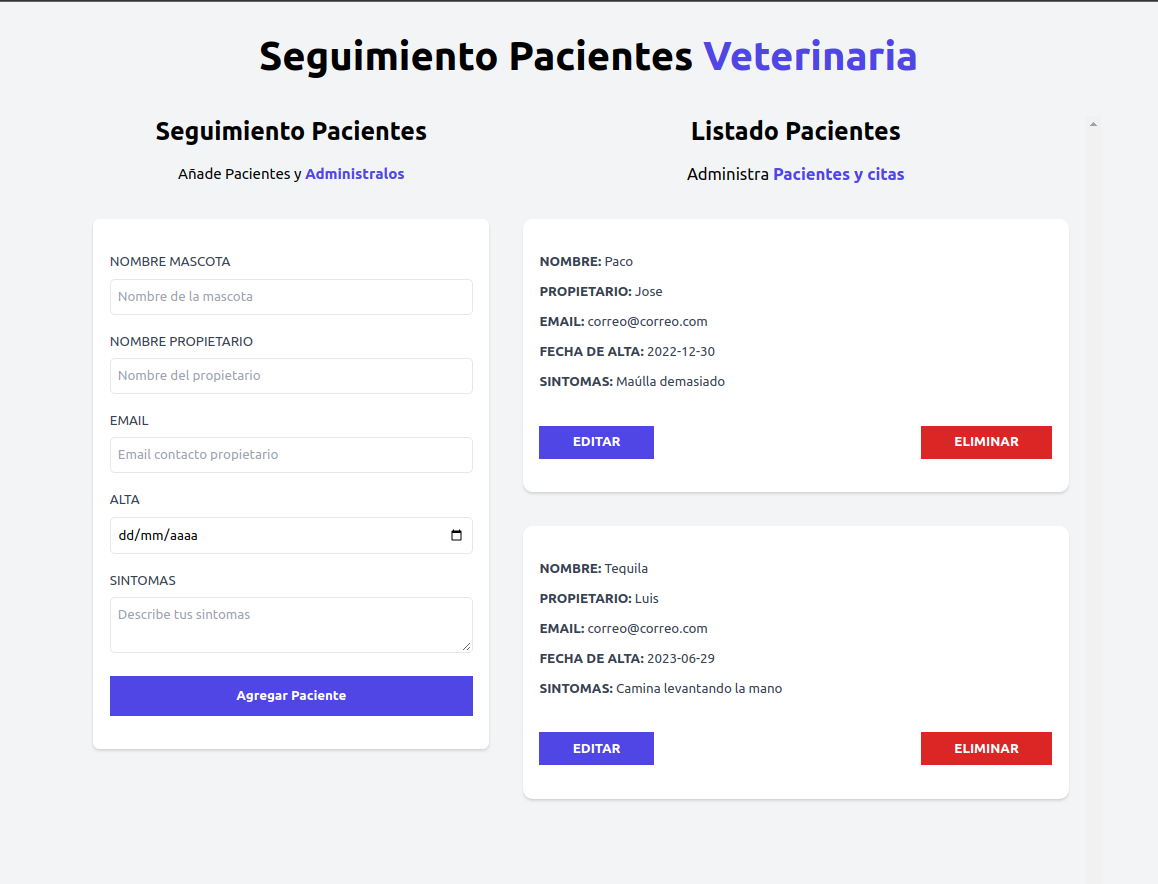 Seguimiento Pacientes Veterinaria
Seguimiento Pacientes
Añade Pacientes y Administralos
NOMBRE MASCOTA
Nombre de la mascota
NOMBRE PROPIETARIO
Nombre del propietario
EMAIL
Email contacto propietario
ALTA
dd/mm/aaaa
SINTOMAS
Describe tus sintomas
Agregar Paciente
Listado Pacientes
Administra Pacientes y citas
NOMBRE: Paco
PROPIETARIO: Jose
EMAIL: correo@correo.com
FECHA DE ALTA: 2022-12-30
SINTOMAS: Maúlla demasiado
EDITAR ELIMINAR
NOMBRE: Tequila
PROPIETARIO: Luis
EMAIL: correo@correo.com
FECHA DE ALTA: 2023-06-29
SINTOMAS: Camina levantando la mano
EDITAR ELIMINAR